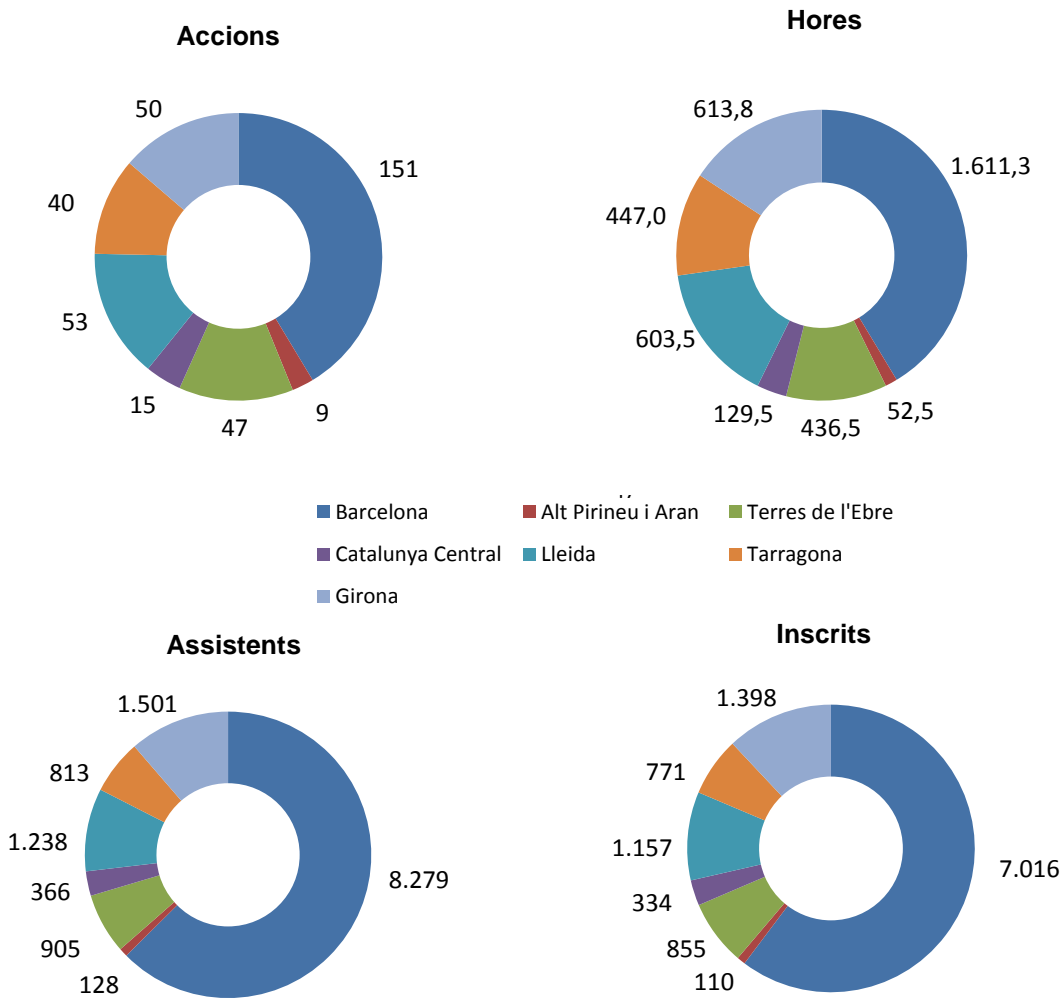 Accions
Hores
50
151
40
53
15
47
9
613,8
1.611,3
447,0
603,5
129,5
436,5
52,5
Barcelona
Alt Pirineu i Aran
Terres de l'Ebre
Catalunya Central
Lleida
Tarragona
Girona
Assistents
Inscrits
1.501
813
1.238
366
905
128
8.279
1.398
771
1.157
334
855
110
7.016